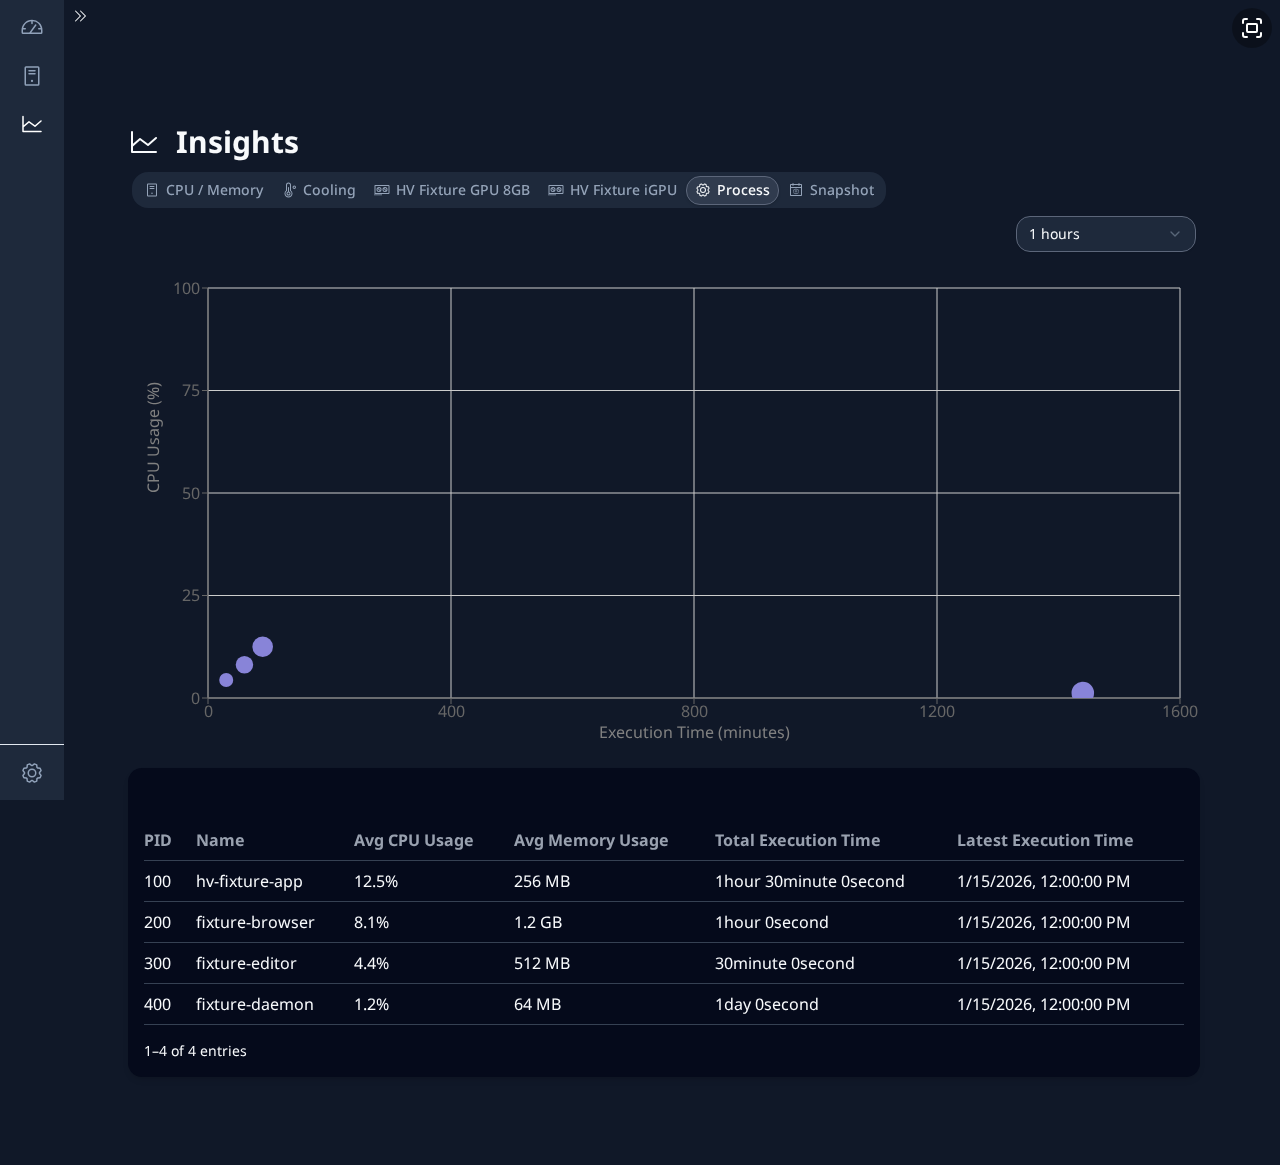 Insights
CPU / Memory Cooling HV Fixture GPU 8GB HV Fixture iGPU Process Snapshot
1 hours
100
75
50
25
0
CPU Usage (%)
0 400 800 1200 1600
Execution Time (minutes)
PID Name Avg CPU Usage Avg Memory Usage Total Execution Time Latest Execution Time
100 hv-fixture-app 12.5% 256 MB 1hour 30minute 0second 1/15/2026, 12:00:00 PM
200 fixture-browser 8.1% 1.2 GB 1hour 0second 1/15/2026, 12:00:00 PM
300 fixture-editor 4.4% 512 MB 30minute 0second 1/15/2026, 12:00:00 PM
400 fixture-daemon 1.2% 64 MB 1day 0second 1/15/2026, 12:00:00 PM
1–4 of 4 entries